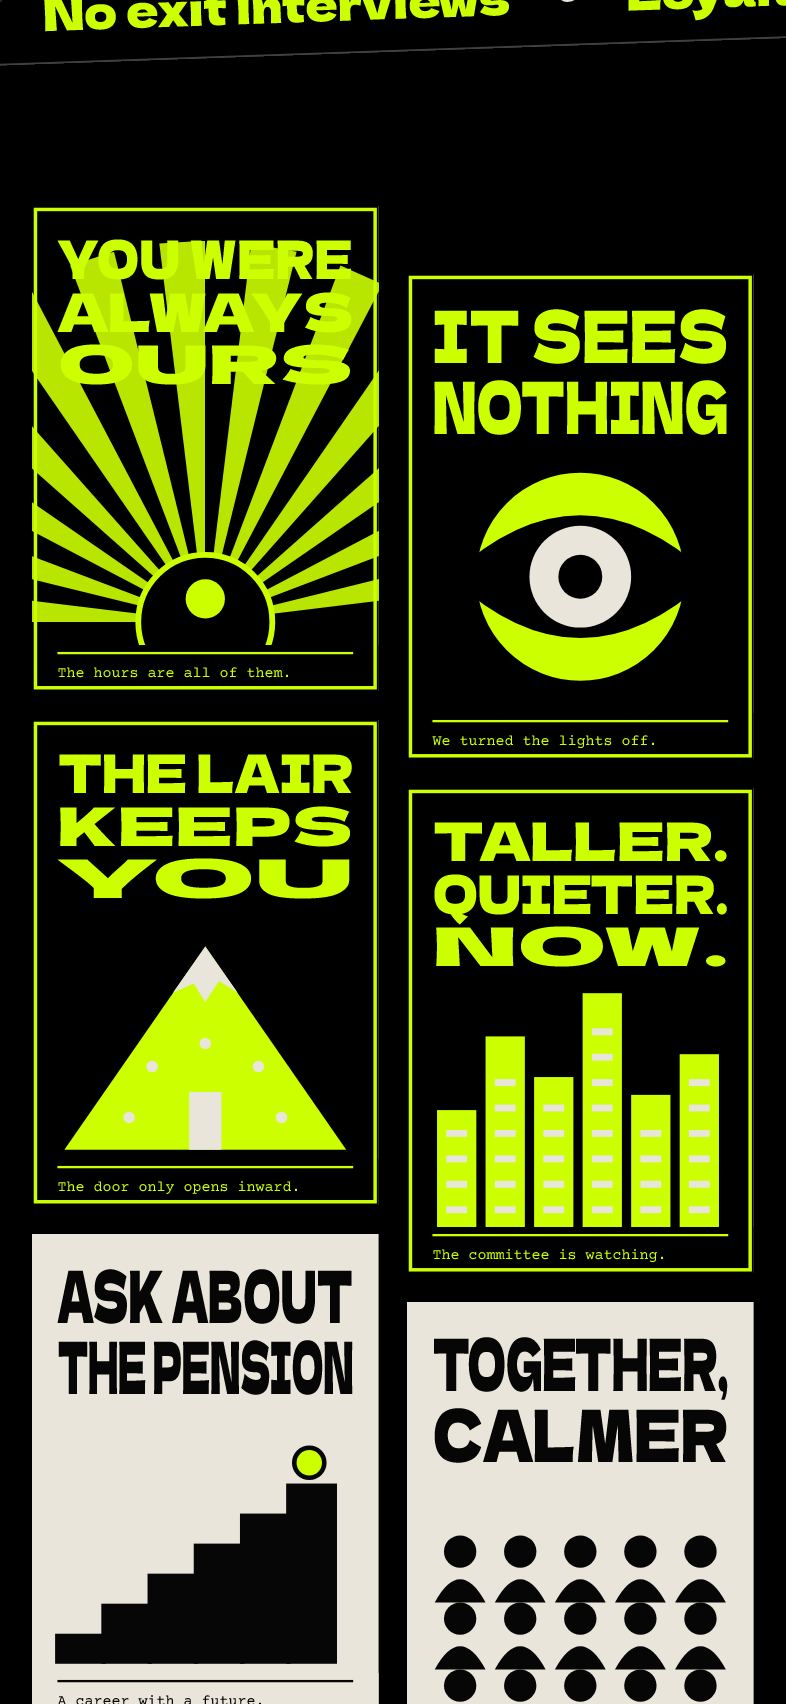 No exit interviews
YOU WERE
ALWAYS
OURS
The hours are all of them.
IT SEES
NOTHING
We turned the lights off.
THE LAIR
KEEPS
YOU
The door only opens inward.
TALLER.
QUIETER.
NOW.
The committee is watching.
ASK ABOUT
THE PENSION
A career with a future.
TOGETHER,
CALMER